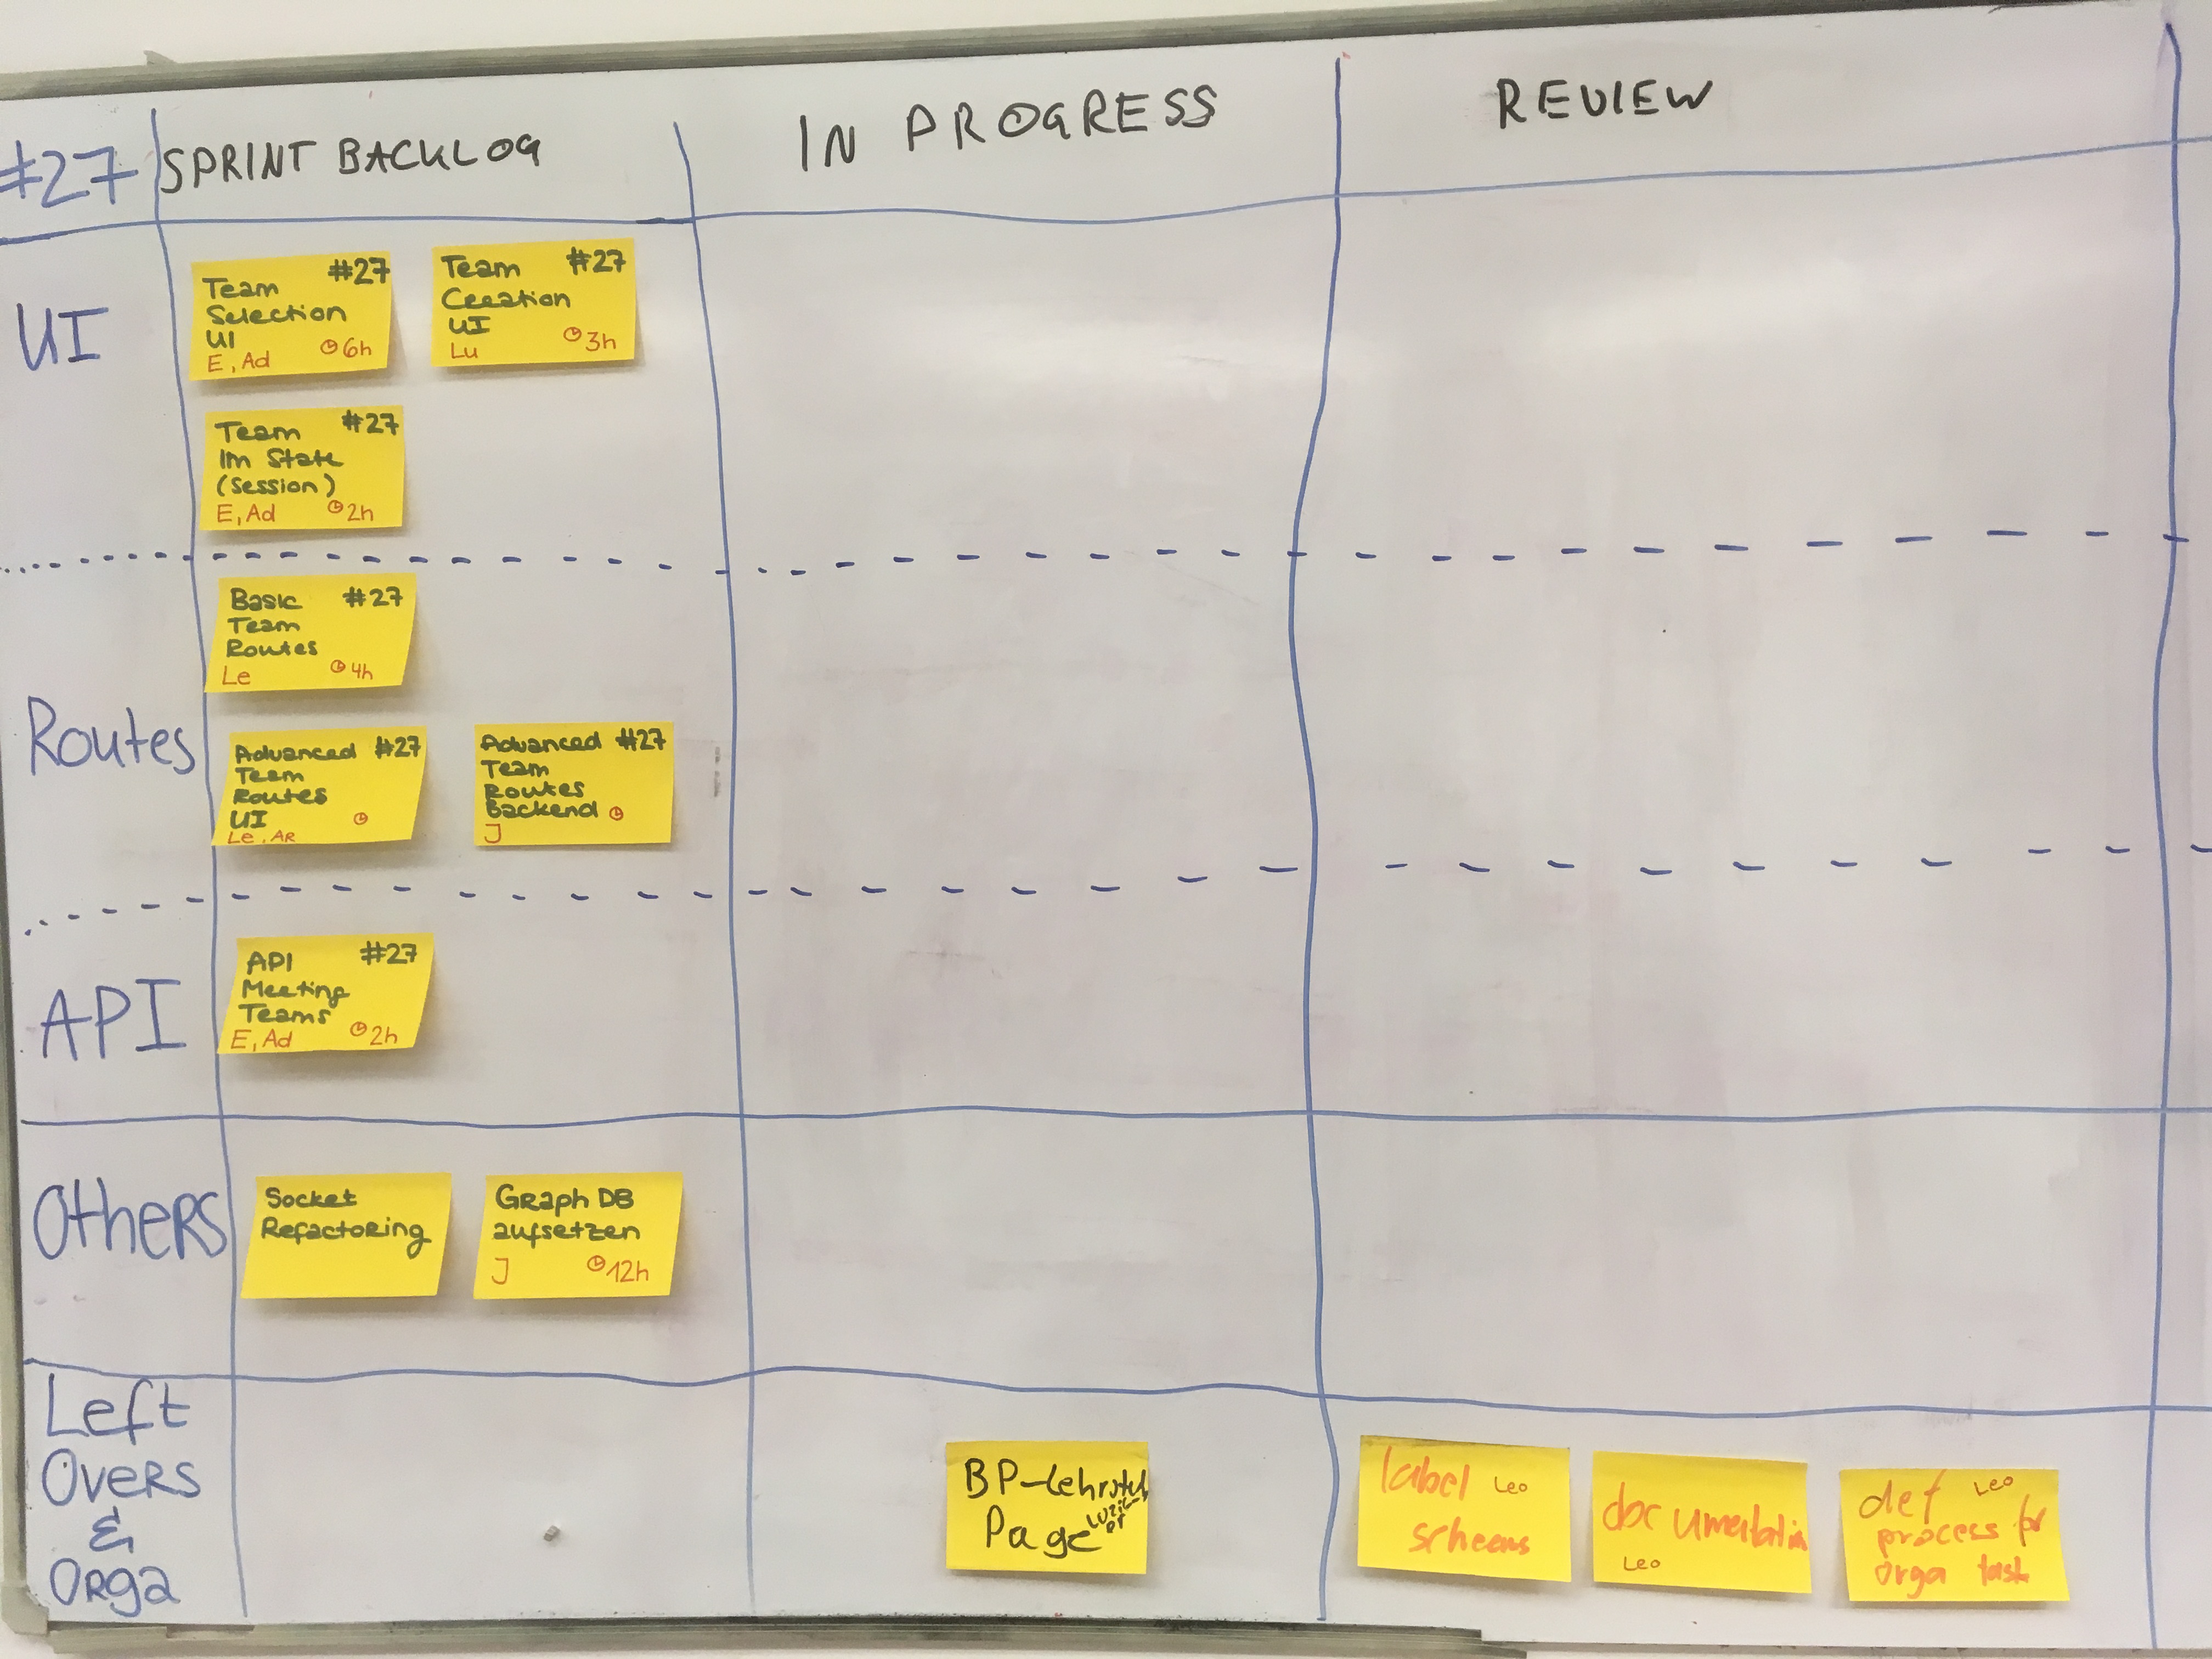 #27 SPRINT BACKLOG IN PROGRESS REVIEW
UI
Team #27
Selection
UI
E, Ad 6h
Team #27
Creation
UI
Lu 3h
Team #27
Im State
(Session)
E, Ad 2h
Routes
Basic #27
Team
Routes
Le 4h
Advanced #27
Team
Routes
UI
Le, AR
Advanced #27
Team
Routes
Backend
J
API
API #27
Meeting
Teams
E, Ad 2h
Others
Socket
Refactoring
Graph DB
aufsetzen
J 12h
Left
Overs
&
Orga
BP-Lehrstuhl
Page
label Leo
documentation
Leo
def Leo
process for
orga task